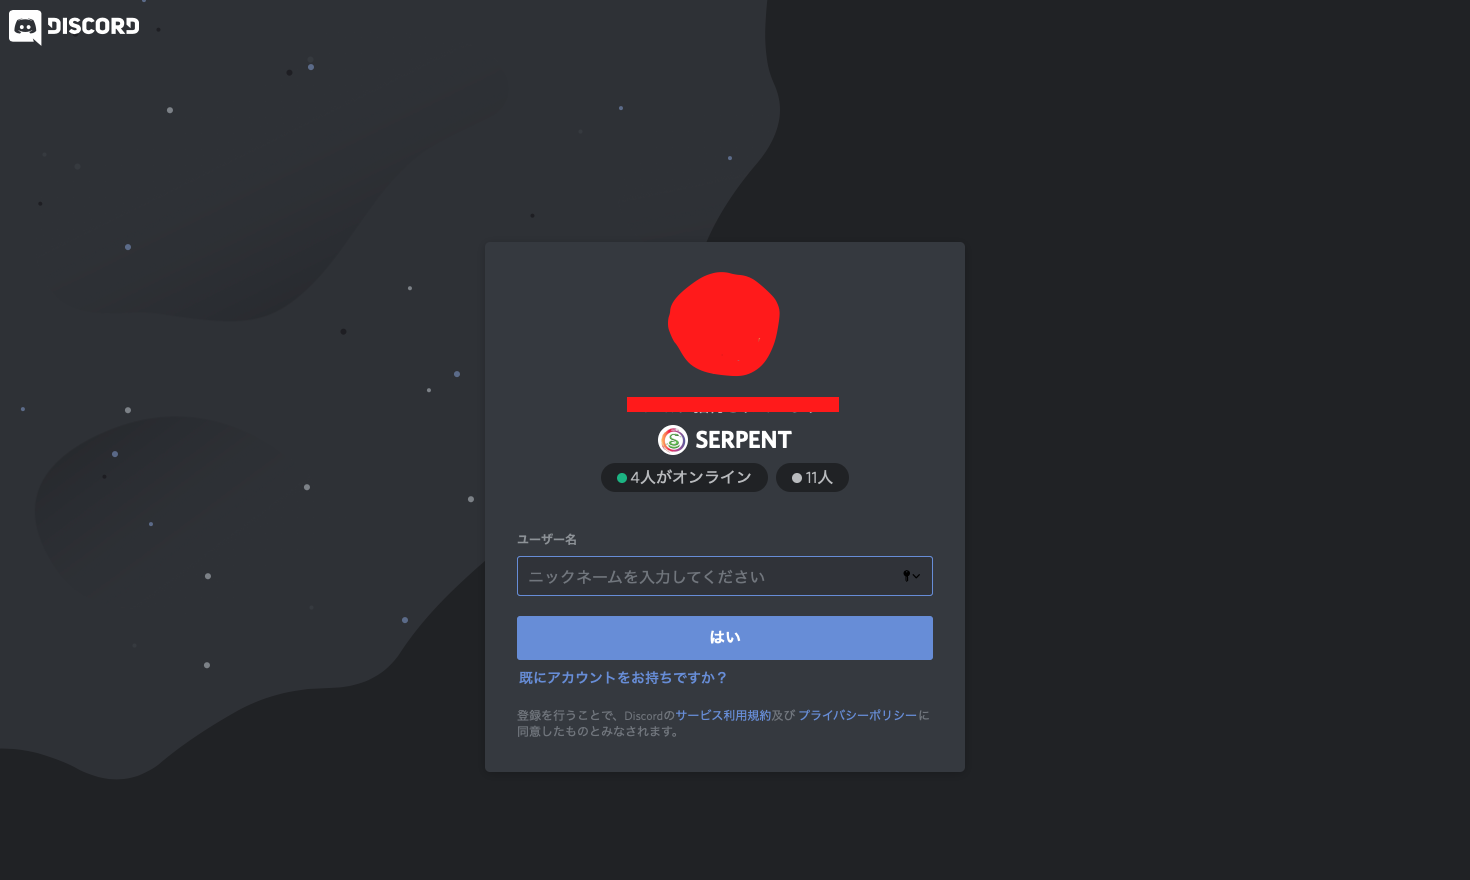 DISCORD
SERPENT
4人がオンライン 11人
ユーザー名
ニックネームを入力してください
はい
既にアカウントをお持ちですか？
登録を行うことで、Discordのサービス利用規約及び プライバシーポリシーに
同意したものとみなされます。